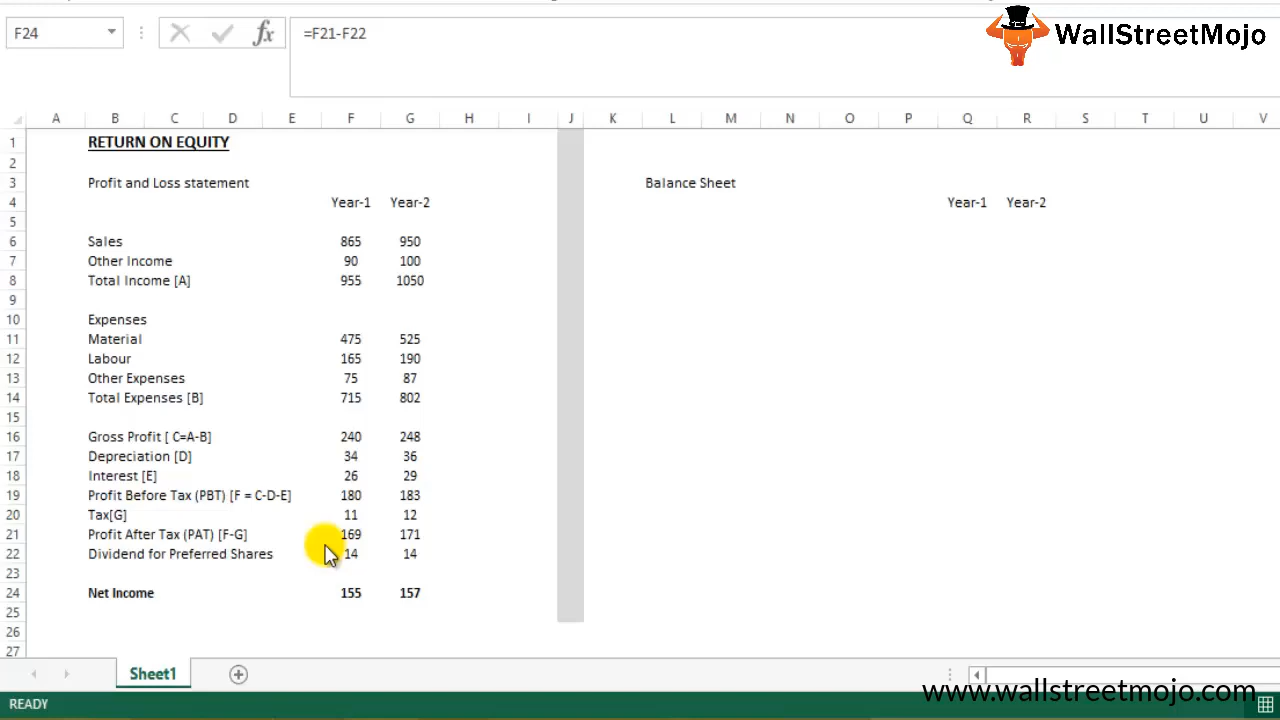 F24 fx =F21-F22
WallStreetMojo
A B C D E F G H I J K L M N O P Q R S T U V
1 RETURN ON EQUITY
2
3 Profit and Loss statement Balance Sheet
4 Year-1 Year-2 Year-1 Year-2
5
6 Sales 865 950
7 Other Income 90 100
8 Total Income [A] 955 1050
9
10 Expenses
11 Material 475 525
12 Labour 165 190
13 Other Expenses 75 87
14 Total Expenses [B] 715 802
15
16 Gross Profit [ C=A-B] 240 248
17 Depreciation [D] 34 36
18 Interest [E] 26 29
19 Profit Before Tax (PBT) [F = C-D-E] 180 183
20 Tax[G] 11 12
21 Profit After Tax (PAT) [F-G] 169 171
22 Dividend for Preferred Shares 14 14
23
24 Net Income 155 157
25
26
27
Sheet1
www.wallstreetmojo.com
READY